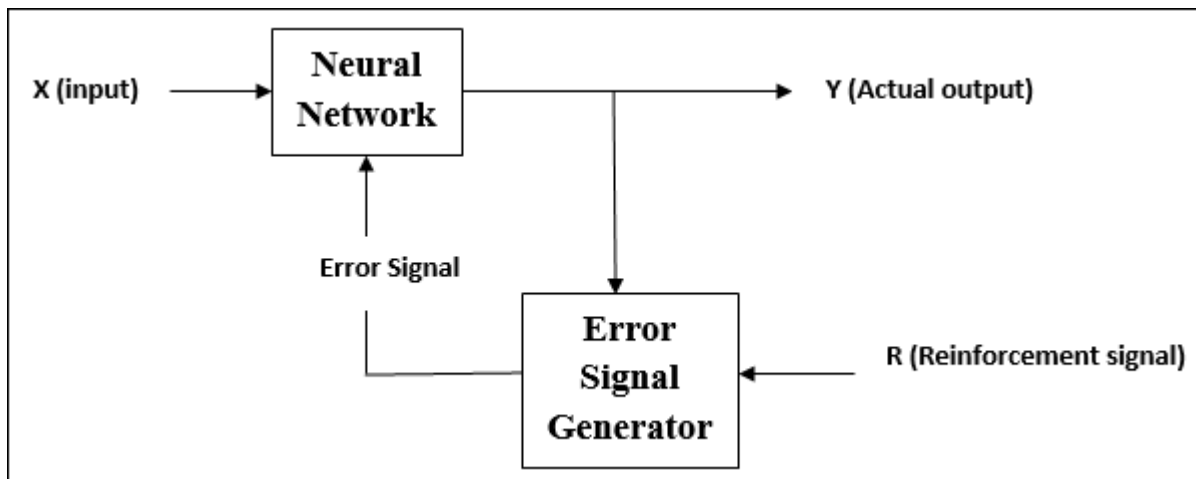 X (input)
Neural
Network
Y (Actual output)
Error Signal
Error
Signal
Generator
R (Reinforcement signal)